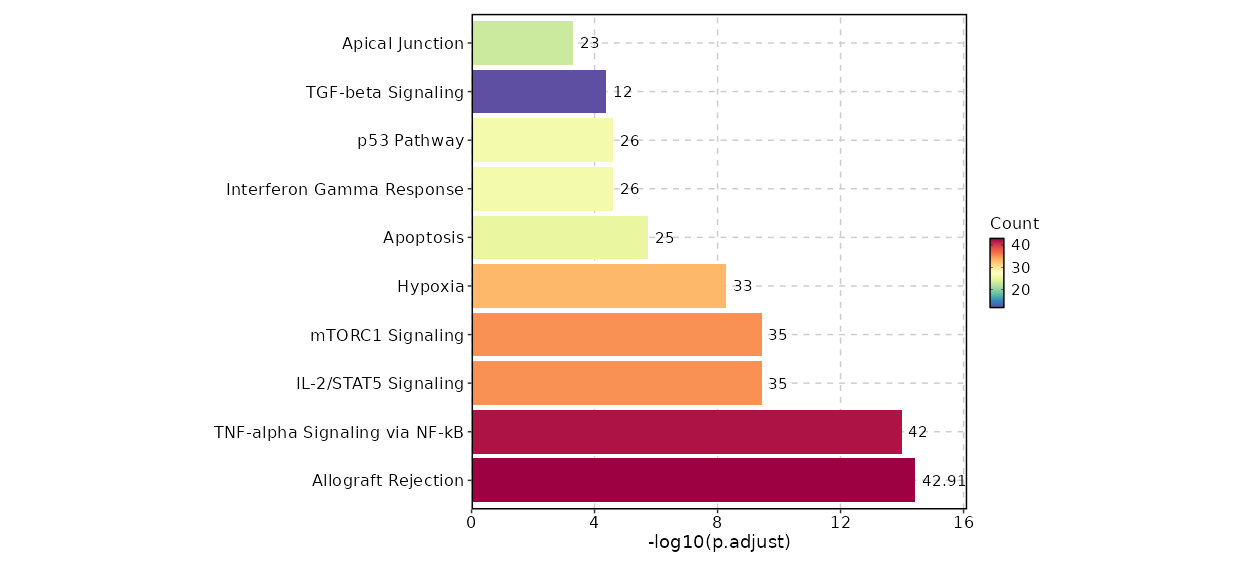 Apical Junction 23
TGF-beta Signaling 12
p53 Pathway 26
Interferon Gamma Response 26
Apoptosis 25
Hypoxia 33
mTORC1 Signaling 35
IL-2/STAT5 Signaling 35
TNF-alpha Signaling via NF-kB 42
Allograft Rejection 42.91
0 4 8 12 16
-log10(p.adjust)
Count
40
30
20